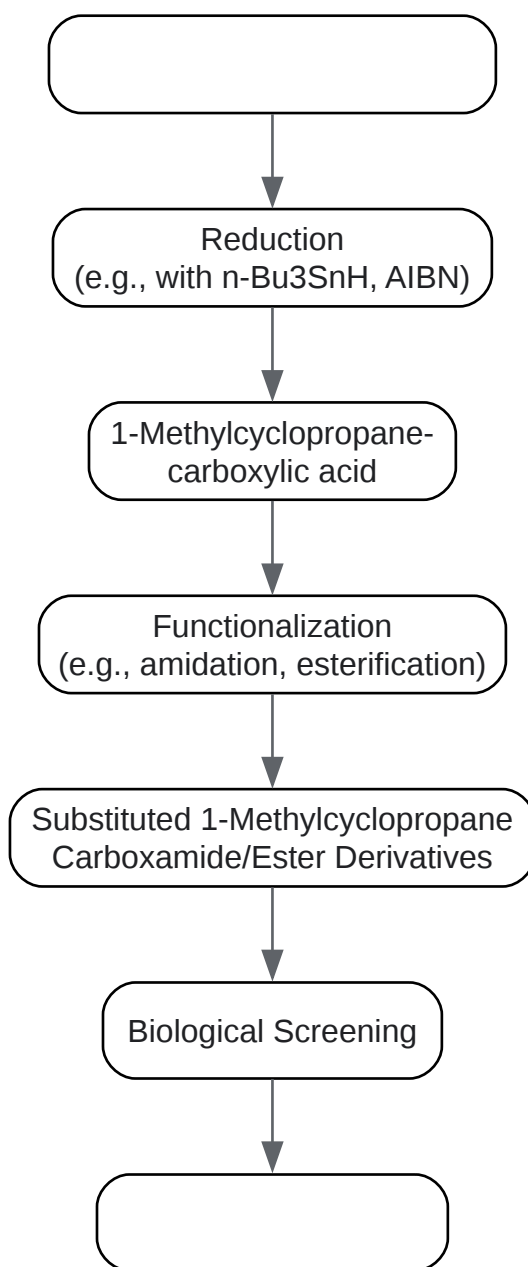 Reduction
(e.g., with n-Bu3SnH, AIBN)
1-Methylcyclopropane-
carboxylic acid
Functionalization
(e.g., amidation, esterification)
Substituted 1-Methylcyclopropane
Carboxamide/Ester Derivatives
Biological Screening